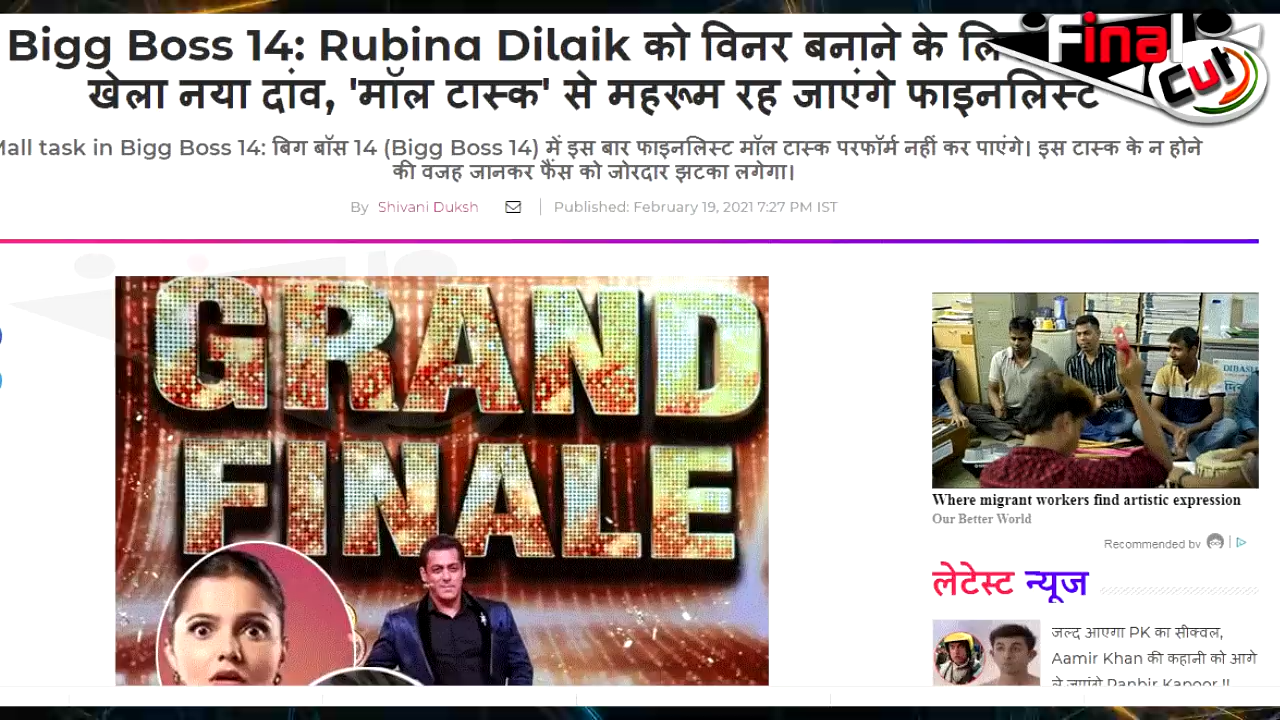 Bigg Boss 14: Rubina Dilaik को विनर बनाने के
खेला नया दांव, 'मॉल टास्क' से महरूम रह जाएंगे फाइनलिस्ट
Final
Cut
Mall task in Bigg Boss 14: बिग बॉस 14 (Bigg Boss 14) में इस बार फाइनलिस्ट मॉल टास्क परफॉर्म नहीं कर पाएंगे। इस टास्क के न होने
की वजह जानकर फैंस को जोरदार झटका लगेगा।
By Shivani Duksh Published: February 19, 2021 7:27 PM IST
GRAND
FINALE
Where migrant workers find artistic expression
Our Better World
Recommended by
लेटेस्ट न्यूज
जल्द आएगा PK का सीक्वल,
Aamir Khan की कहानी को आगे
ले जाएंगे Ranbir Kapoor !!